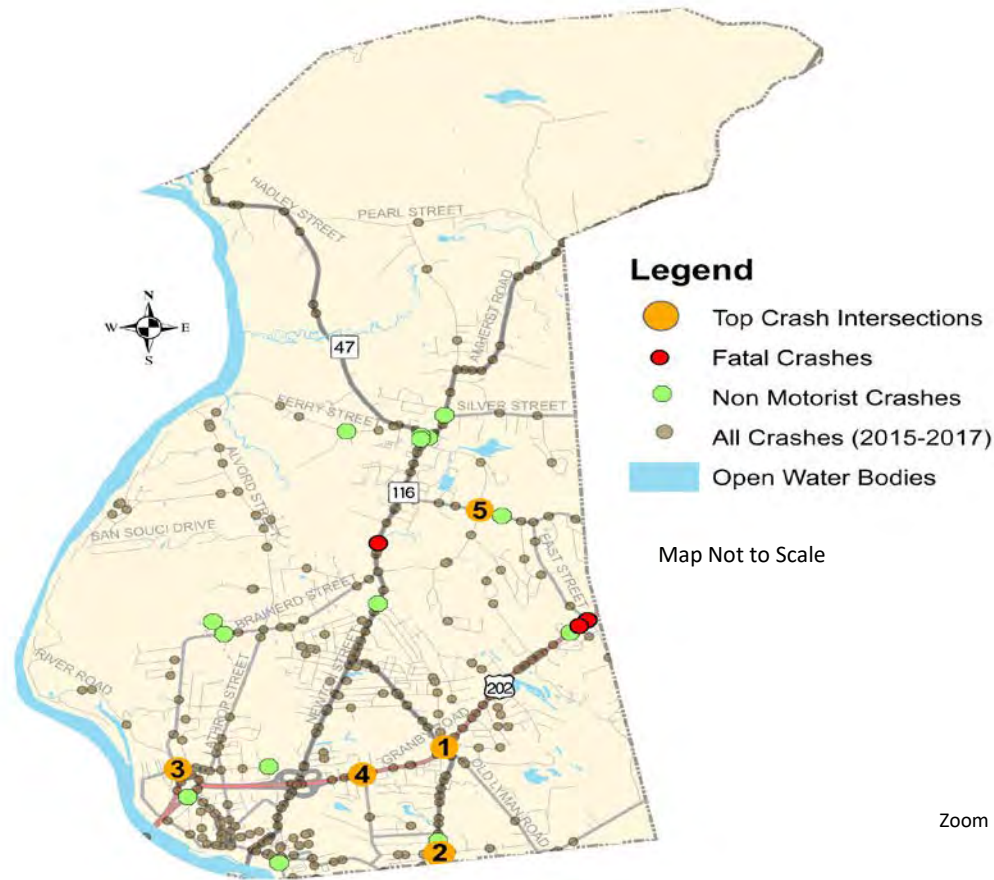 HADLEY STREET
PEARL STREET
Legend
Top Crash Intersections
Fatal Crashes
Non Motorist Crashes
All Crashes (2015-2017)
Open Water Bodies
Map Not to Scale
N
W E
S
AMHERST ROAD
47
FERRY STREET
SILVER STREET
ALVORD STREET
116
5
SAN SOUCI DRIVE
EAST STREET
BRAINERD STREET
RIVER ROAD
LATHROP STREET
NEWTON STREET
202
GRANBY ROAD
1
3
4
OLD LYMAN ROAD
2
Zoom